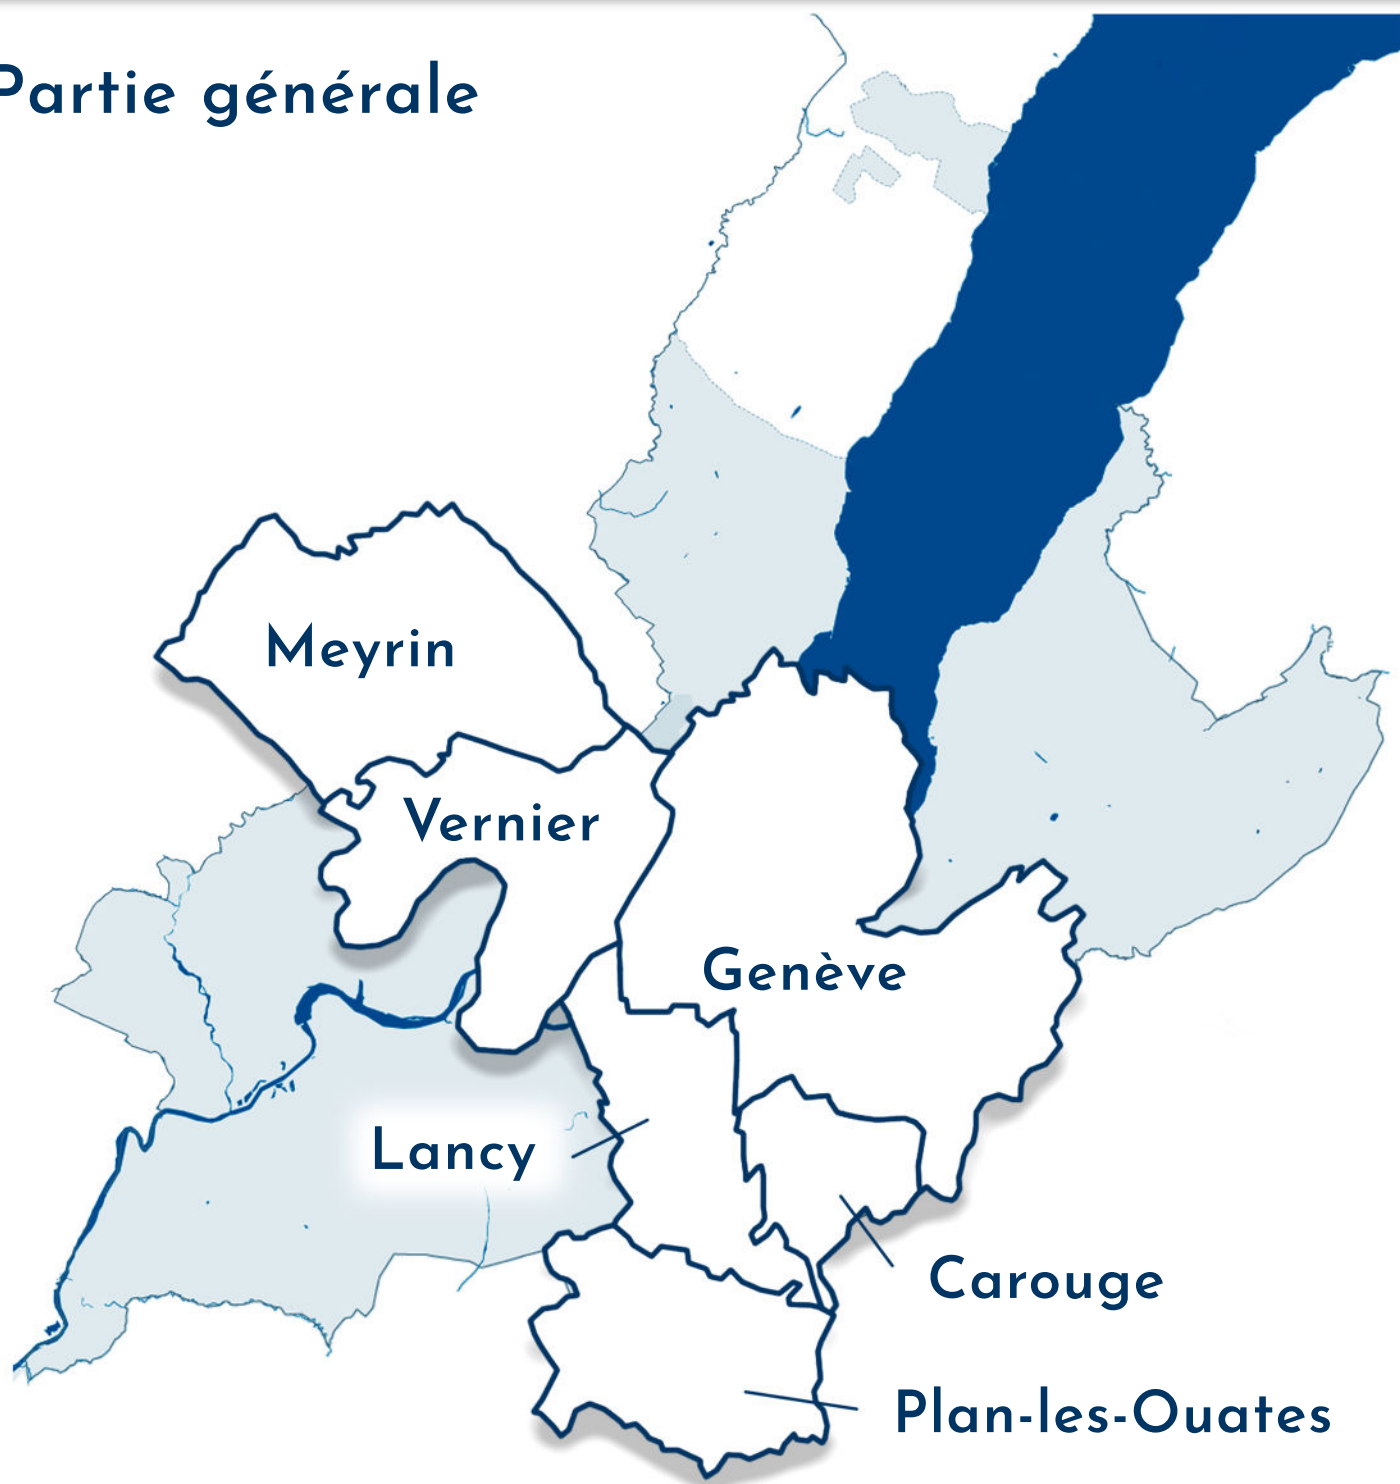 Partie générale
Meyrin
Vernier
Genève
Lancy
Carouge
Plan-les-Ouates